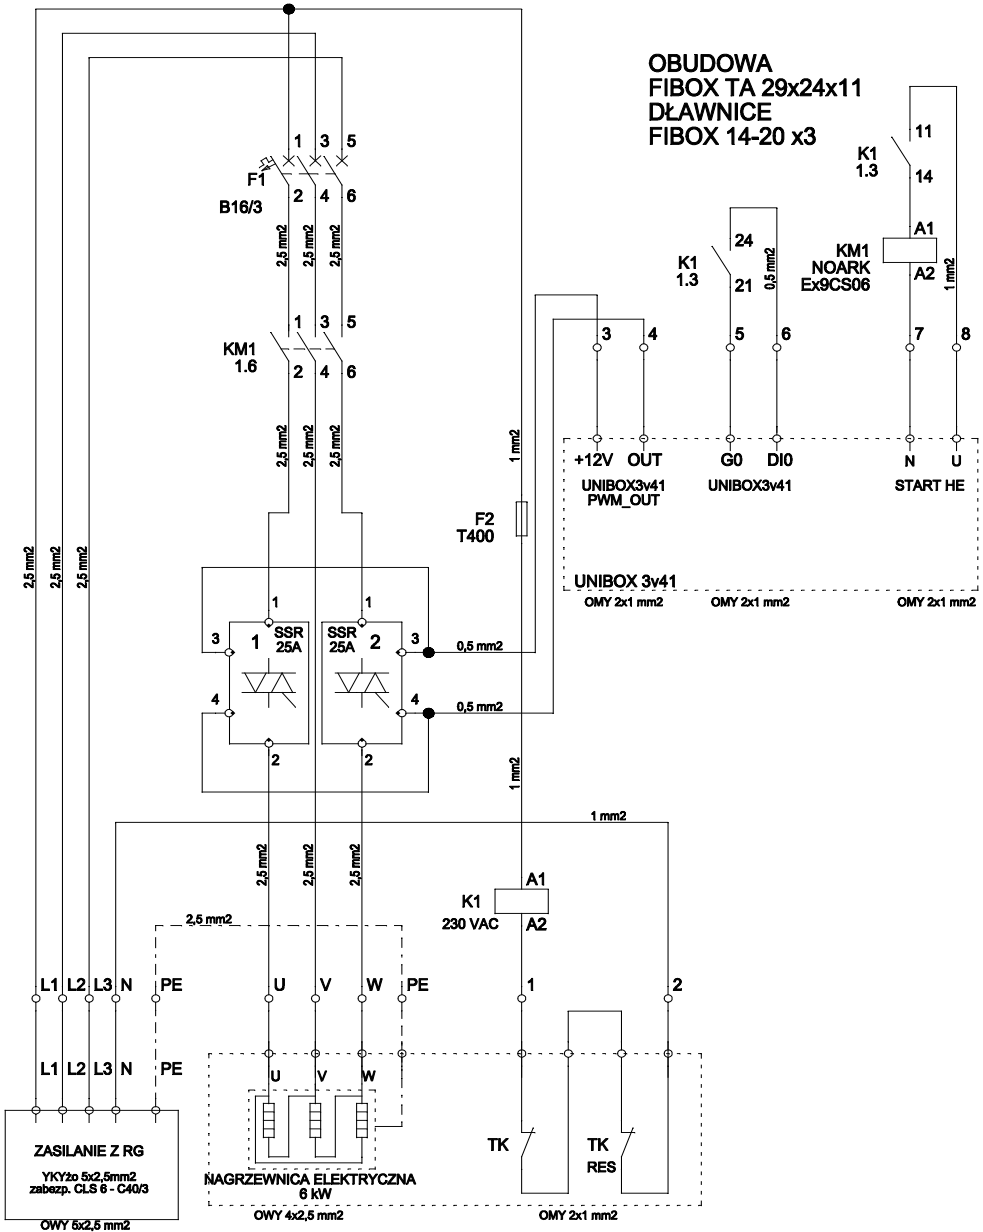 OBUDOWA
FIBOX TA 29x24x11
DŁAWNICE
FIBOX 14-20 x3
1 3 5
F1
B16/3
2 4 6
2,5 mm2 2,5 mm2 2,5 mm2
1 3 5
KM1
1.6
2 4 6
2,5 mm2 2,5 mm2 2,5 mm2
11
K1
1.3
14
A1
KM1
NOARK
Ex9CS06
A2
1 mm2
24
K1
1.3
21
0,5 mm2
3 4 5 6 7 8
+12V OUT G0 DI0 N U
UNIBOX3v41
PWM_OUT
UNIBOX3v41
START HE
UNIBOX 3v41
OMY 2x1 mm2 OMY 2x1 mm2 OMY 2x1 mm2
1 mm2
F2
T400
2,5 mm2 2,5 mm2 2,5 mm2
1 1
3 1 SSR
25A
SSR
25A 2 3
4 4
2 2
0,5 mm2
0,5 mm2
1 mm2
1 mm2
2,5 mm2 2,5 mm2 2,5 mm2
A1
K1
230 VAC
A2
2,5 mm2
L1 L2 L3 N PE U V W PE 1 2
L1 L2 L3 N PE U V W
ZASILANIE Z RG
YKYżo 5x2,5mm2
zabezp. CLS 6 - C40/3
OWY 5x2,5 mm2
NAGRZEWNICA ELEKTRYCZNA
6 kW
OWY 4x2,5 mm2
TK
TK
RES
OMY 2x1 mm2